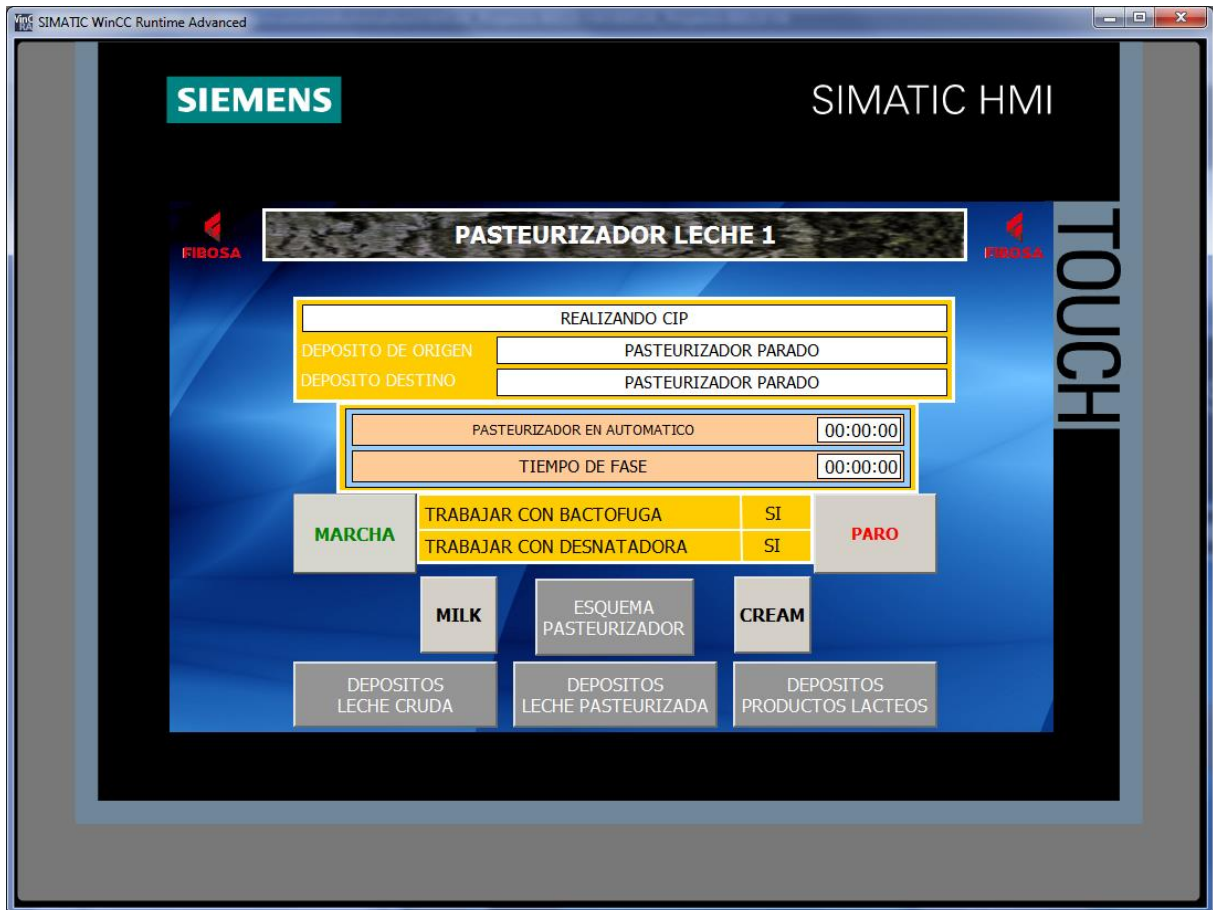 SIMATIC WinCC Runtime Advanced
SIEMENS
SIMATIC HMI
TOUCH
FIBOSA
PASTEURIZADOR LECHE 1
FIBOSA
REALIZANDO CIP
DEPOSITO DE ORIGEN PASTEURIZADOR PARADO
DEPOSITO DESTINO PASTEURIZADOR PARADO
PASTEURIZADOR EN AUTOMATICO 00:00:00
TIEMPO DE FASE 00:00:00
MARCHA
TRABAJAR CON BACTOFUGA SI
TRABAJAR CON DESNATADORA SI
PARO
MILK
ESQUEMA
PASTEURIZADOR
CREAM
DEPOSITOS
LECHE CRUDA
DEPOSITOS
LECHE PASTEURIZADA
DEPOSITOS
PRODUCTOS LACTEOS